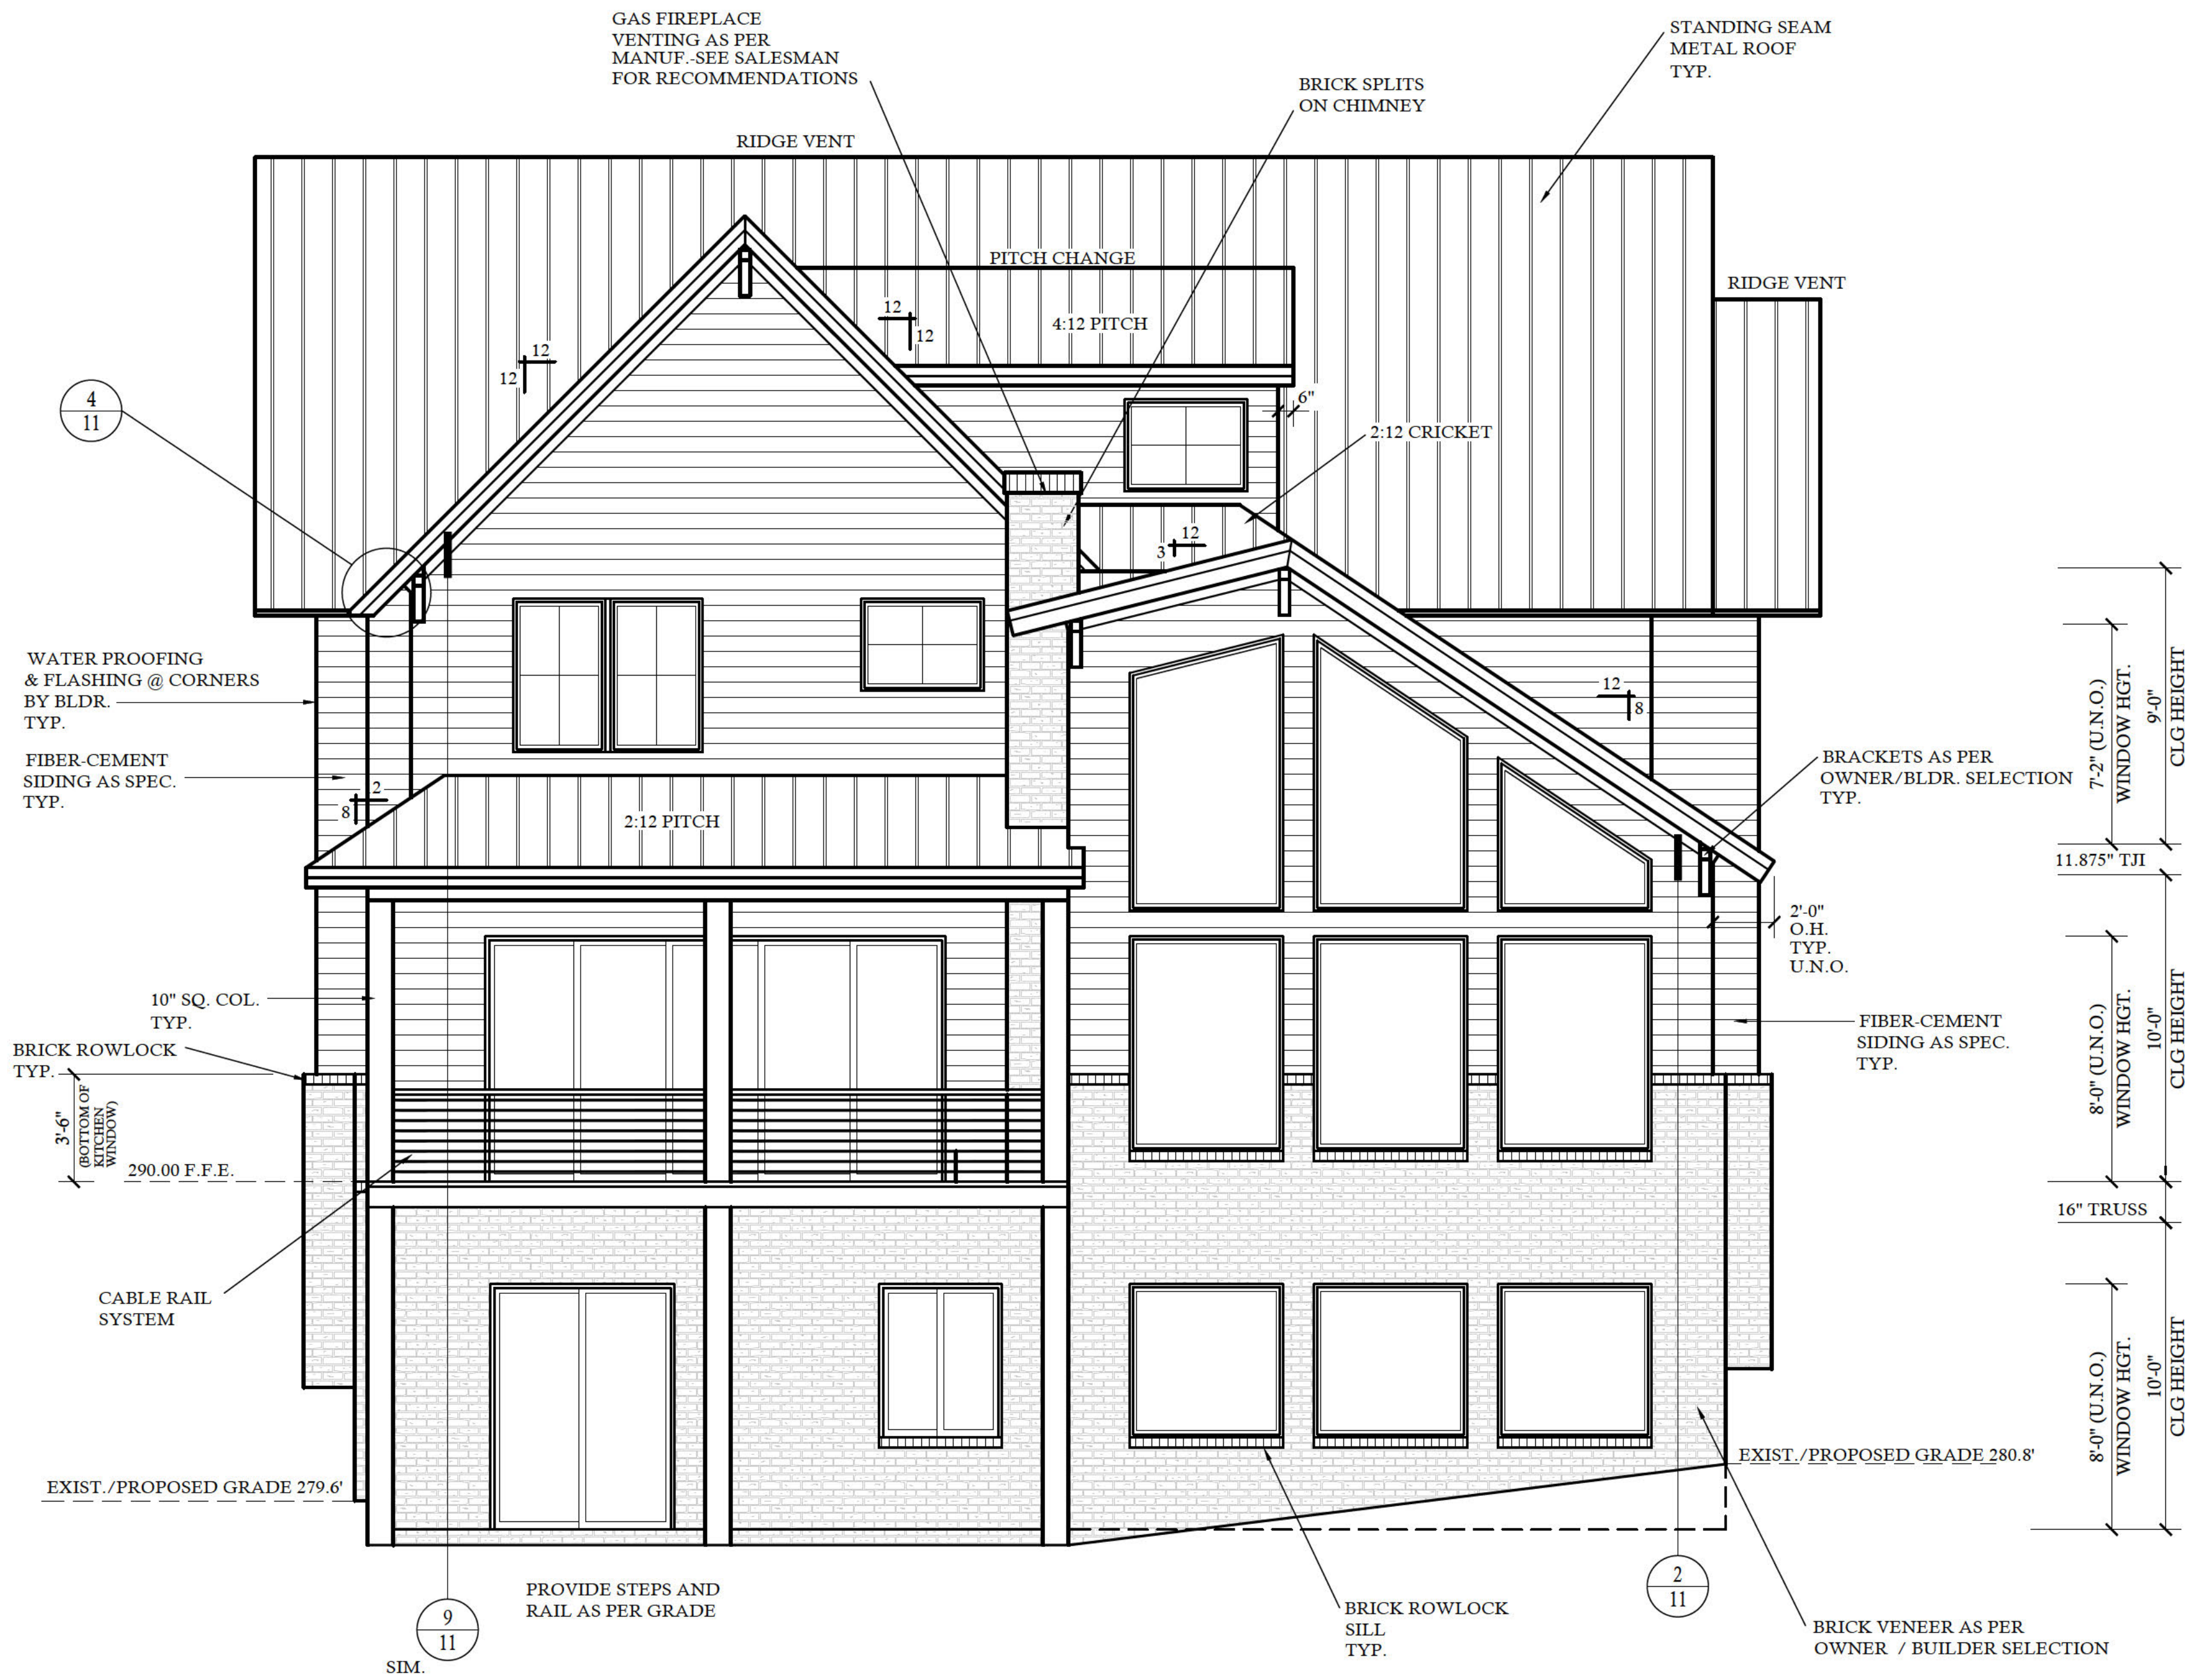 GAS FIREPLACE
VENTING AS PER
MANUF.-SEE SALESMAN
FOR RECOMMENDATIONS
STANDING SEAM
METAL ROOF
TYP.
BRICK SPLITS
ON CHIMNEY
RIDGE VENT
PITCH CHANGE
RIDGE VENT
12
12
4:12 PITCH
12
12
4
11
6"
2:12 CRICKET
12
3
WATER PROOFING
& FLASHING @ CORNERS
BY BLDR.
TYP.
FIBER-CEMENT
SIDING AS SPEC.
TYP.
12
8
7'-2" (U.N.O.)
WINDOW HGT.
9'-0"
CLG HEIGHT
BRACKETS AS PER
OWNER/BLDR. SELECTION
TYP.
2
8
2:12 PITCH
11.875" TJI
2'-0"
O.H.
TYP.
U.N.O.
10" SQ. COL.
TYP.
BRICK ROWLOCK
TYP.
FIBER-CEMENT
SIDING AS SPEC.
TYP.
8'-0" (U.N.O.)
WINDOW HGT.
10'-0"
CLG HEIGHT
3'-6"
(BOTTOM OF
KITCHEN
WINDOW)
290.00 F.F.E.
16" TRUSS
CABLE RAIL
SYSTEM
8'-0" (U.N.O.)
WINDOW HGT.
10'-0"
CLG HEIGHT
EXIST./PROPOSED GRADE 280.8'
EXIST./PROPOSED GRADE 279.6'
PROVIDE STEPS AND
RAIL AS PER GRADE
9
11
SIM.
2
11
BRICK ROWLOCK
SILL
TYP.
BRICK VENEER AS PER
OWNER / BUILDER SELECTION